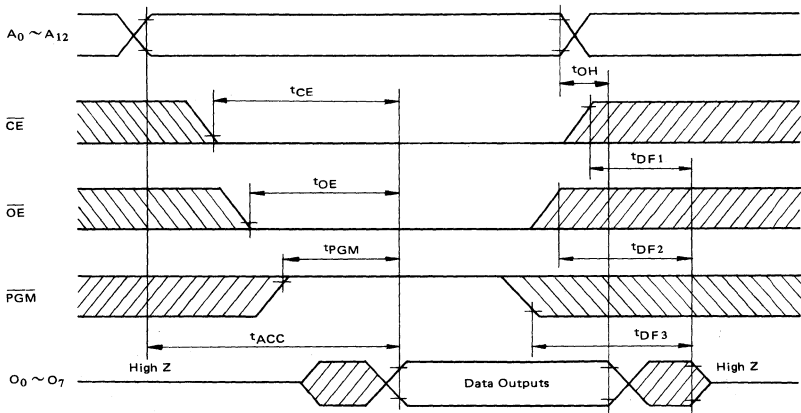 A0 ~ A12
tOH
tCE
CE
tDF1
tOE
OE
tDF2
tPGM
PGM
tACC
tDF3
High Z
High Z
O0 ~ O7
Data Outputs